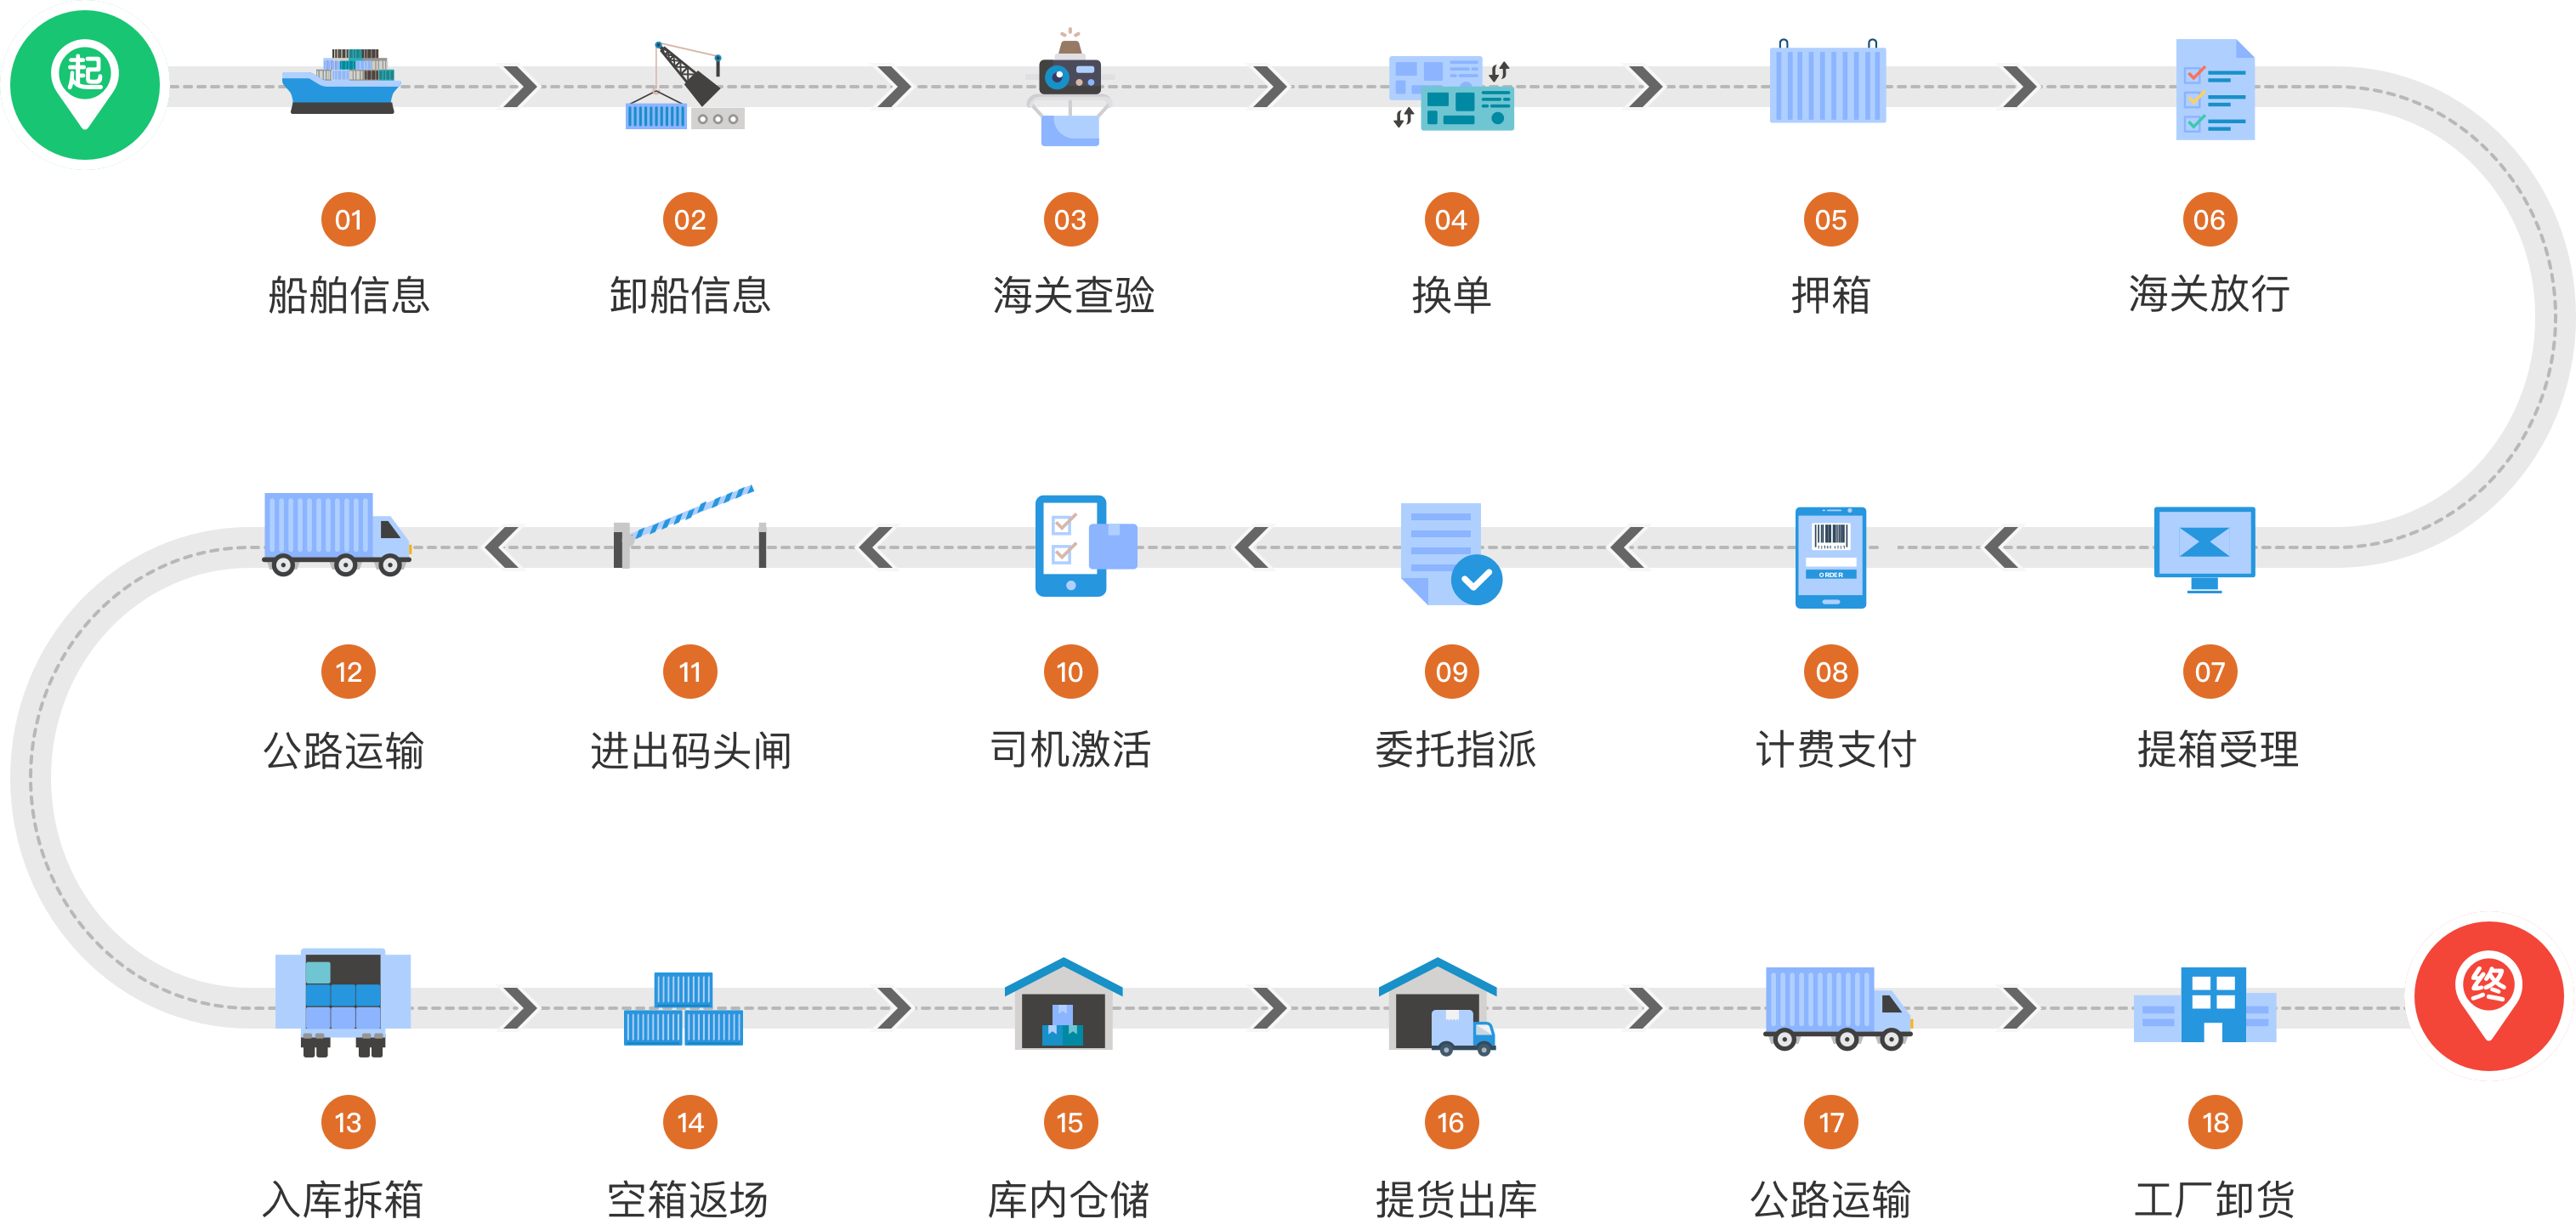 起
01
船舶信息
02
卸船信息
03
海关查验
04
换单
05
押箱
06
海关放行
07
提箱受理
ORDER
08
计费支付
09
委托指派
10
司机激活
11
进出码头闸
12
公路运输
13
入库拆箱
14
空箱返场
15
库内仓储
16
提货出库
17
公路运输
18
工厂卸货
终